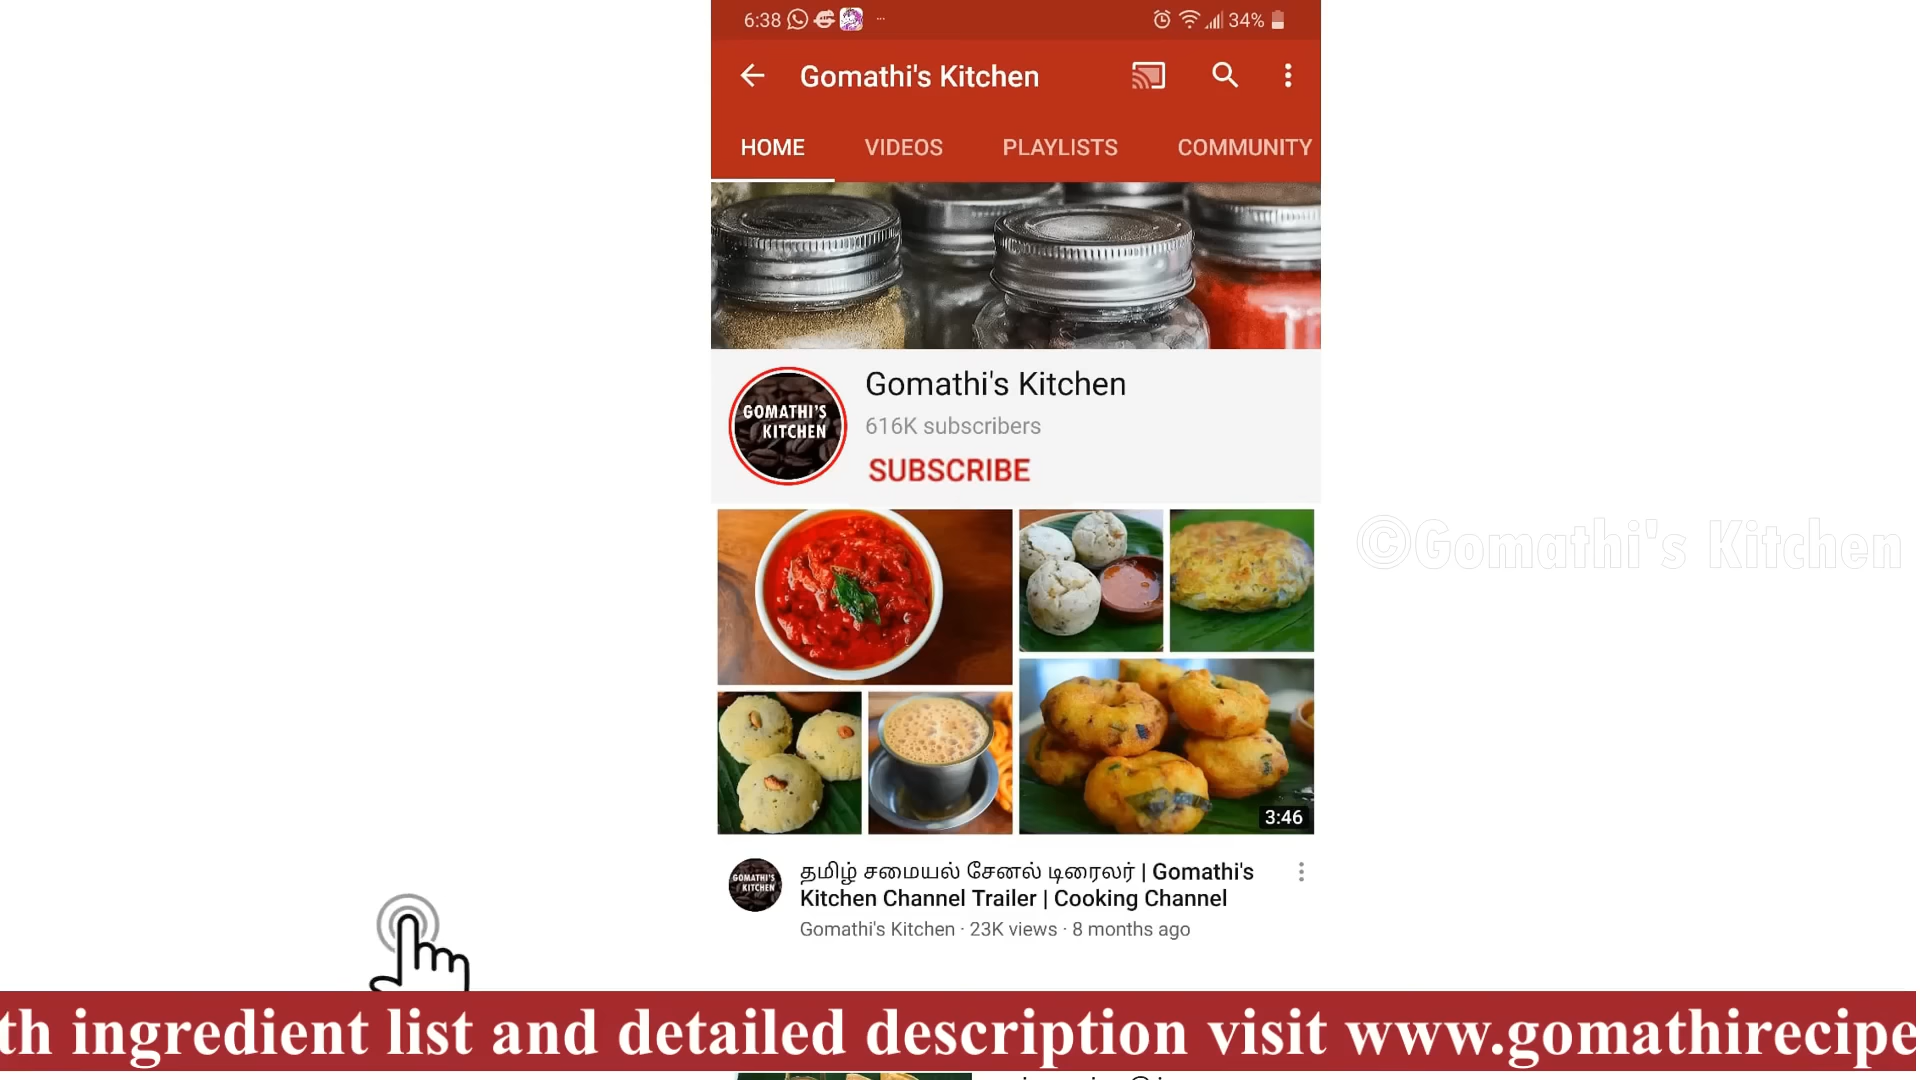 6:38
34%
Gomathi's Kitchen
HOME VIDEOS PLAYLISTS COMMUNITY
GOMATHI'S
KITCHEN
Gomathi's Kitchen
616K subscribers
SUBSCRIBE
©Gomathi's Kitchen
3:46
GOMATHI'S
KITCHEN
தமிழ் சமையல் சேனல் டிரைலர் | Gomathi's
Kitchen Channel Trailer | Cooking Channel
Gomathi's Kitchen · 23K views · 8 months ago
th ingredient list and detailed description visit www.gomathirecipe